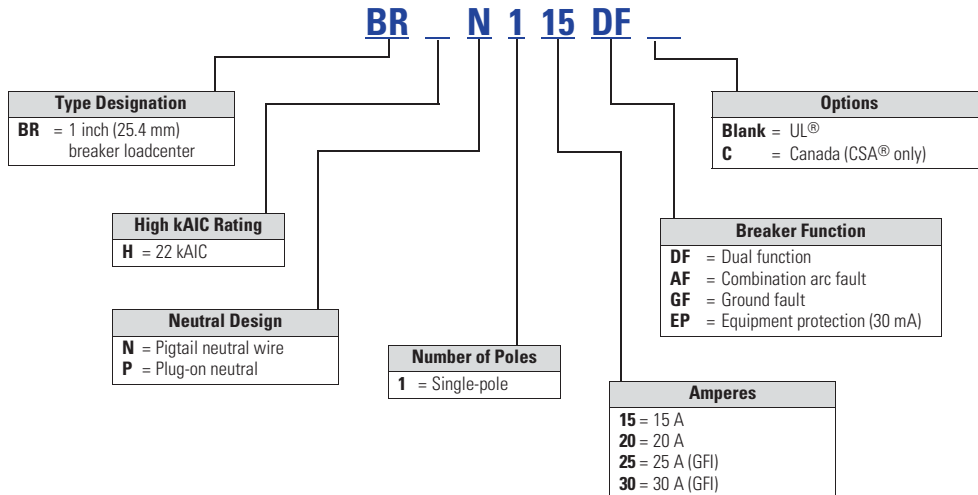 BR _ N 1 15 DF _
Type Designation
BR = 1 inch (25.4 mm)
breaker loadcenter
Options
Blank = UL®
C = Canada (CSA® only)
High kAIC Rating
H = 22 kAIC
Breaker Function
DF = Dual function
AF = Combination arc fault
GF = Ground fault
EP = Equipment protection (30 mA)
Neutral Design
N = Pigtail neutral wire
P = Plug-on neutral
Number of Poles
1 = Single-pole
Amperes
15 = 15 A
20 = 20 A
25 = 25 A (GFI)
30 = 30 A (GFI)